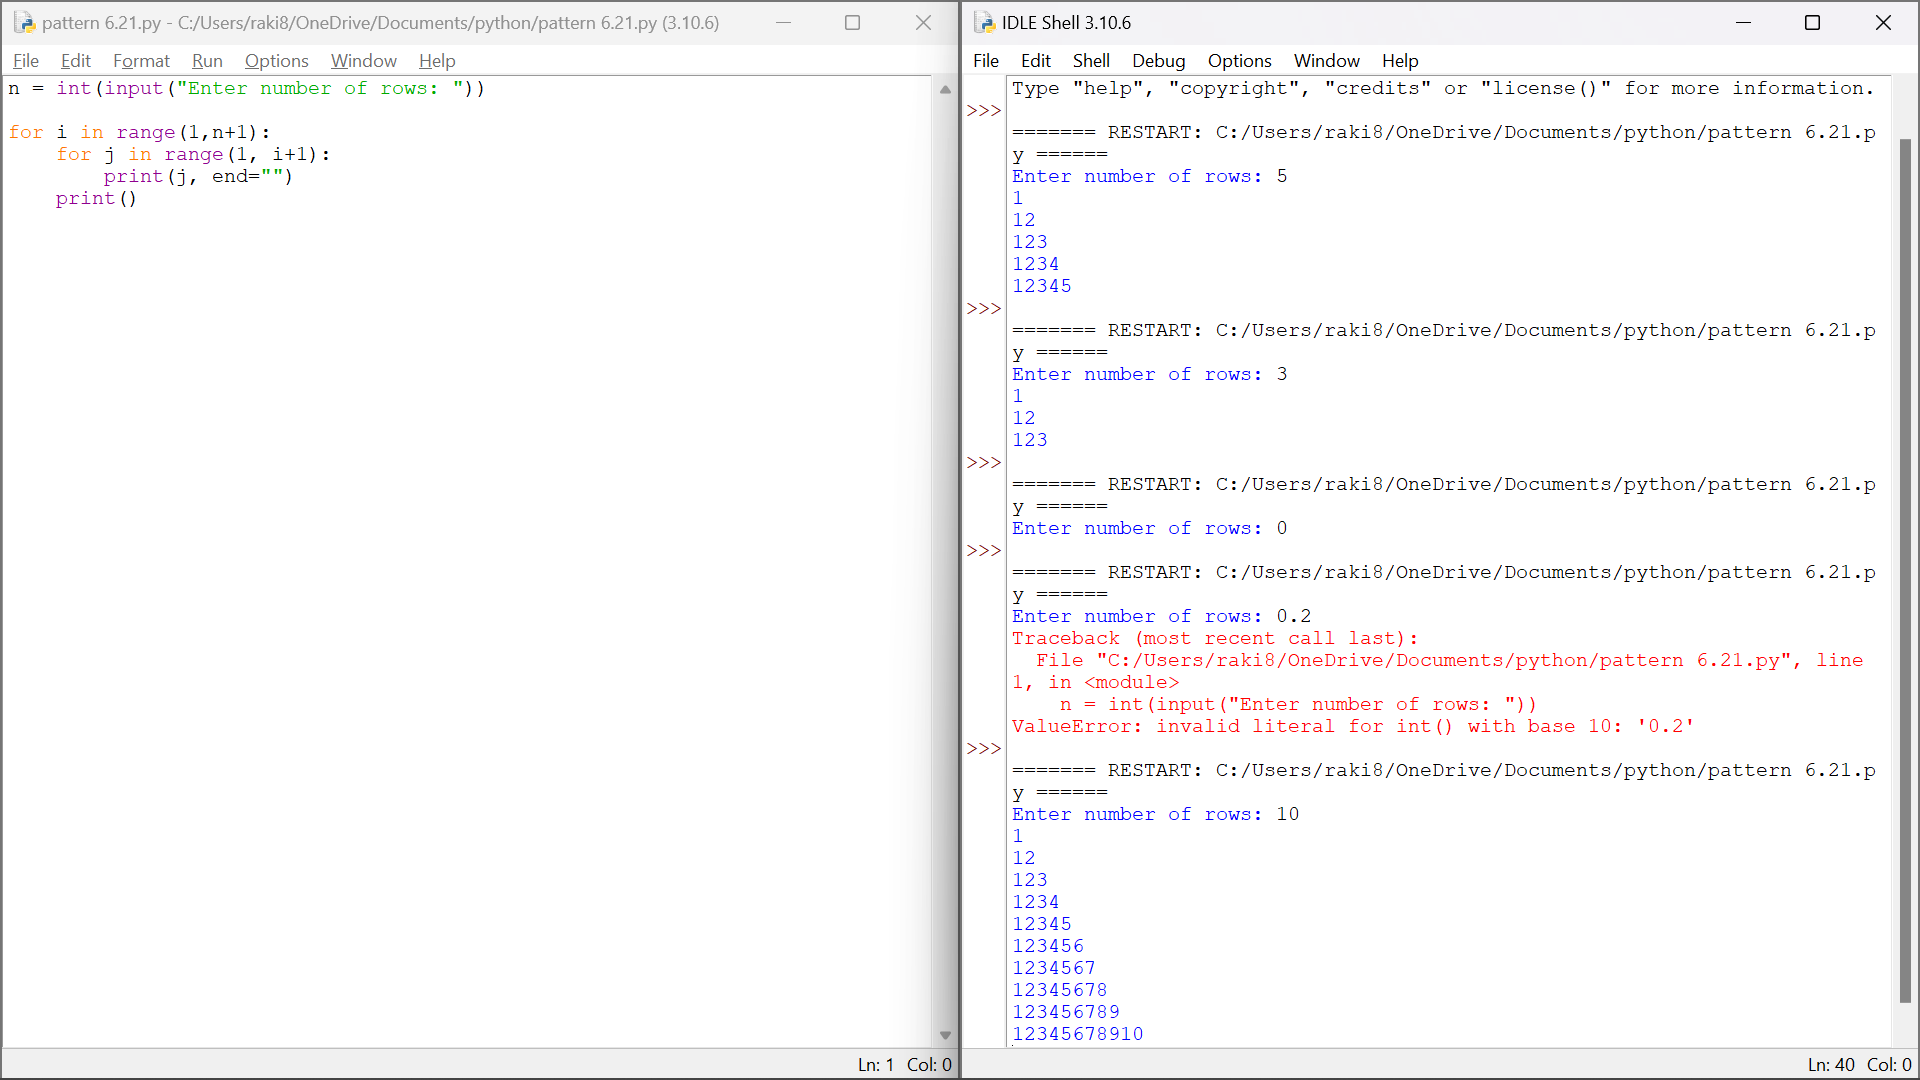 pattern 6.21.py - C:/Users/raki8/OneDrive/Documents/python/pattern 6.21.py (3.10.6)
File Edit Format Run Options Window Help
n = int(input("Enter number of rows: "))
for i in range(1,n+1):
    for j in range(1, i+1):
        print(j, end="")
    print()
Ln: 1 Col: 0
IDLE Shell 3.10.6
File Edit Shell Debug Options Window Help
Type "help", "copyright", "credits" or "license()" for more information.
>>>
======= RESTART: C:/Users/raki8/OneDrive/Documents/python/pattern 6.21.p
y ======
Enter number of rows: 5
1
12
123
1234
12345
>>>
======= RESTART: C:/Users/raki8/OneDrive/Documents/python/pattern 6.21.p
y ======
Enter number of rows: 3
1
12
123
>>>
======= RESTART: C:/Users/raki8/OneDrive/Documents/python/pattern 6.21.p
y ======
Enter number of rows: 0
>>>
======= RESTART: C:/Users/raki8/OneDrive/Documents/python/pattern 6.21.p
y ======
Enter number of rows: 0.2
Traceback (most recent call last):
  File "C:/Users/raki8/OneDrive/Documents/python/pattern 6.21.py", line
1, in <module>
    n = int(input("Enter number of rows: "))
ValueError: invalid literal for int() with base 10: '0.2'
>>>
======= RESTART: C:/Users/raki8/OneDrive/Documents/python/pattern 6.21.p
y ======
Enter number of rows: 10
1
12
123
1234
12345
123456
1234567
12345678
123456789
12345678910
Ln: 40 Col: 0